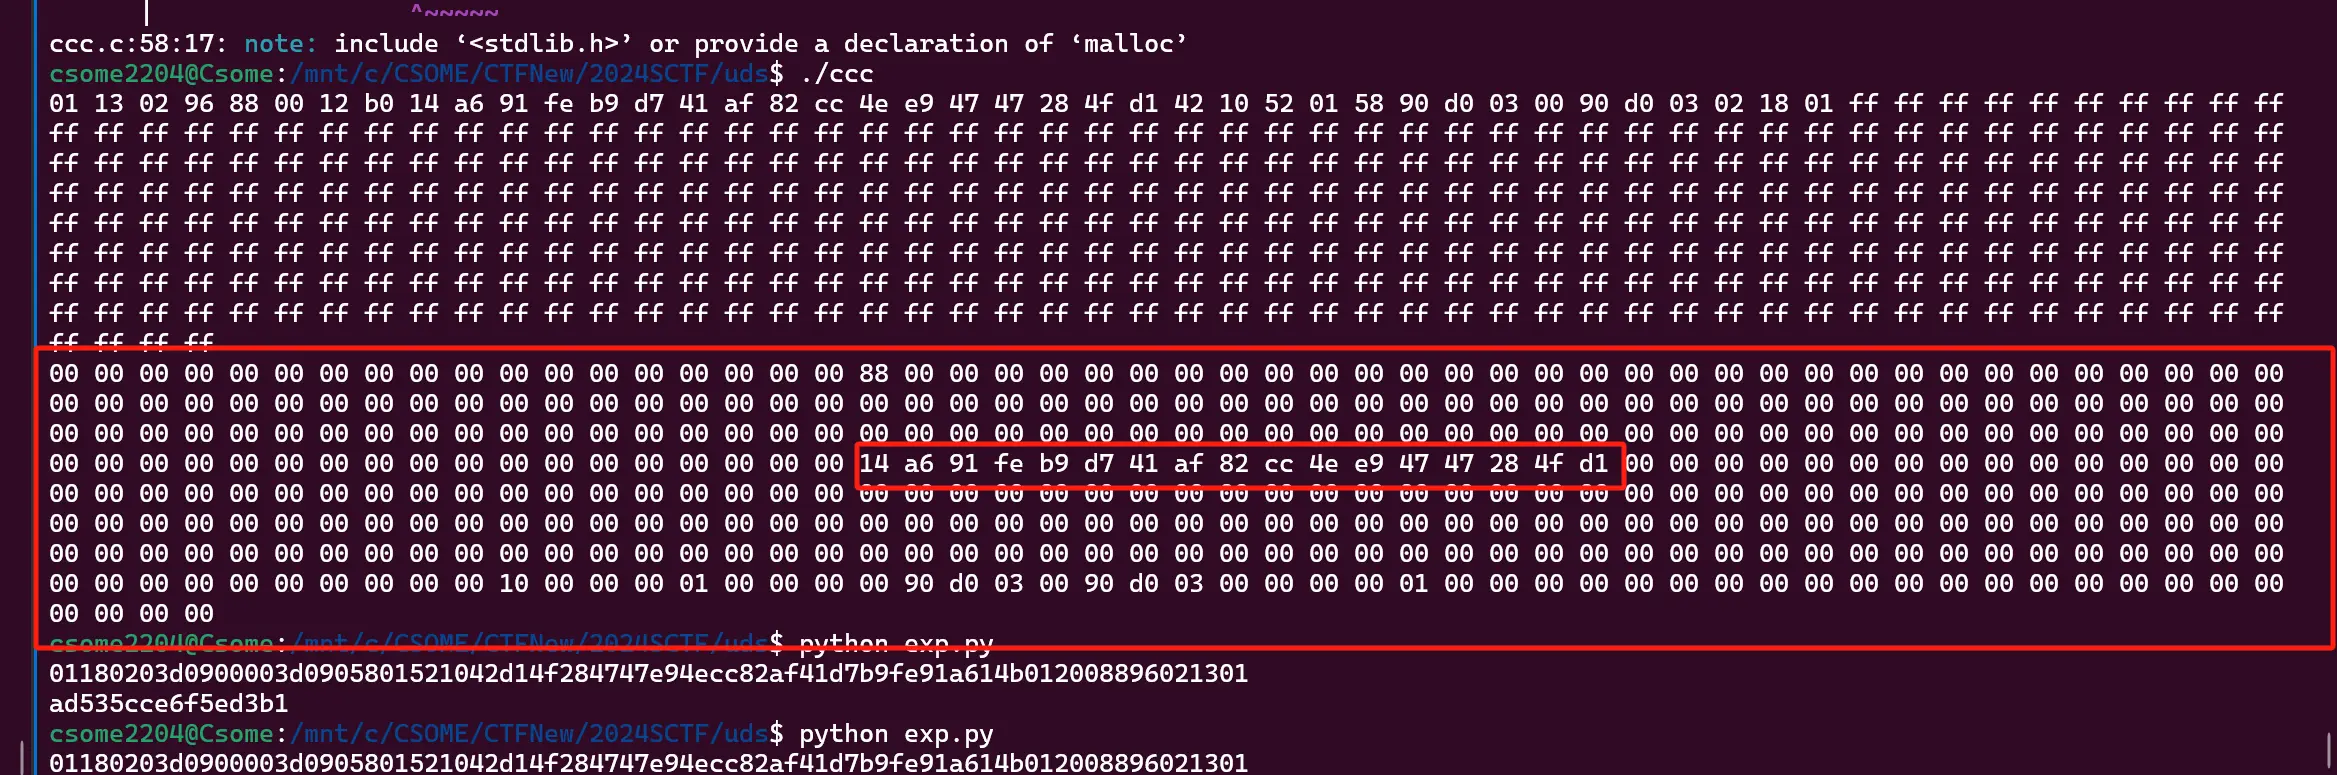 ^~~~~~
ccc.c:58:17: note: include ‘<stdlib.h>’ or provide a declaration of ‘malloc’
csome2204@Csome:/mnt/c/CSOME/CTFNew/2024SCTF/uds$ ./ccc
01 13 02 96 88 00 12 b0 14 a6 91 fe b9 d7 41 af 82 cc 4e e9 47 47 28 4f d1 42 10 52 01 58 90 d0 03 00 90 d0 03 02 18 01 ff ff ff ff ff ff ff ff ff ff
ff ff ff ff ff ff ff ff ff ff ff ff ff ff ff ff ff ff ff ff ff ff ff ff ff ff ff ff ff ff ff ff ff ff ff ff ff ff ff ff ff ff ff ff ff ff ff ff ff ff
ff ff ff ff ff ff ff ff ff ff ff ff ff ff ff ff ff ff ff ff ff ff ff ff ff ff ff ff ff ff ff ff ff ff ff ff ff ff ff ff ff ff ff ff ff ff ff ff ff ff
ff ff ff ff ff ff ff ff ff ff ff ff ff ff ff ff ff ff ff ff ff ff ff ff ff ff ff ff ff ff ff ff ff ff ff ff ff ff ff ff ff ff ff ff ff ff ff ff ff ff
ff ff ff ff ff ff ff ff ff ff ff ff ff ff ff ff ff ff ff ff ff ff ff ff ff ff ff ff ff ff ff ff ff ff ff ff ff ff ff ff ff ff ff ff ff ff ff ff ff ff
ff ff ff ff ff ff ff ff ff ff ff ff ff ff ff ff ff ff ff ff ff ff ff ff ff ff ff ff ff ff ff ff ff ff ff ff ff ff ff ff ff ff ff ff ff ff ff ff ff ff
ff ff ff ff ff ff ff ff ff ff ff ff ff ff ff ff ff ff ff ff ff ff ff ff ff ff ff ff ff ff ff ff ff ff ff ff ff ff ff ff ff ff ff ff ff ff ff ff ff ff
ff ff ff ff ff ff ff ff ff ff ff ff ff ff ff ff ff ff ff ff ff ff ff ff ff ff ff ff ff ff ff ff ff ff ff ff ff ff ff ff ff ff ff ff ff ff ff ff ff ff
ff ff ff ff
00 00 00 00 00 00 00 00 00 00 00 00 00 00 00 00 00 00 88 00 00 00 00 00 00 00 00 00 00 00 00 00 00 00 00 00 00 00 00 00 00 00 00 00 00 00 00 00 00 00
00 00 00 00 00 00 00 00 00 00 00 00 00 00 00 00 00 00 00 00 00 00 00 00 00 00 00 00 00 00 00 00 00 00 00 00 00 00 00 00 00 00 00 00 00 00 00 00 00 00
00 00 00 00 00 00 00 00 00 00 00 00 00 00 00 00 00 00 00 00 00 00 00 00 00 00 00 00 00 00 00 00 00 00 00 00 00 00 00 00 00 00 00 00 00 00 00 00 00 00
00 00 00 00 00 00 00 00 00 00 00 00 00 00 00 00 00 00 14 a6 91 fe b9 d7 41 af 82 cc 4e e9 47 47 28 4f d1 00 00 00 00 00 00 00 00 00 00 00 00 00 00 00
00 00 00 00 00 00 00 00 00 00 00 00 00 00 00 00 00 00 00 00 00 00 00 00 00 00 00 00 00 00 00 00 00 00 00 00 00 00 00 00 00 00 00 00 00 00 00 00 00 00
00 00 00 00 00 00 00 00 00 00 00 00 00 00 00 00 00 00 00 00 00 00 00 00 00 00 00 00 00 00 00 00 00 00 00 00 00 00 00 00 00 00 00 00 00 00 00 00 00 00
00 00 00 00 00 00 00 00 00 00 00 00 00 00 00 00 00 00 00 00 00 00 00 00 00 00 00 00 00 00 00 00 00 00 00 00 00 00 00 00 00 00 00 00 00 00 00 00 00 00
00 00 00 00 00 00 00 00 00 00 10 00 00 00 01 00 00 00 00 90 d0 03 00 90 d0 03 00 00 00 00 01 00 00 00 00 00 00 00 00 00 00 00 00 00 00 00 00 00 00 00
00 00 00 00
csome2204@Csome:/mnt/c/CSOME/CTFNew/2024SCTF/uds$ python exp.py
01180203d0900003d09058015210​42d14f284747e94ecc82af41d7b9fe91a614b012008896021301
ad535cce6f5ed3b1
csome2204@Csome:/mnt/c/CSOME/CTFNew/2024SCTF/uds$ python exp.py
01180203d0900003d0905801521042d14f284747e94ecc82af41d7b9fe91a614b012008896021301